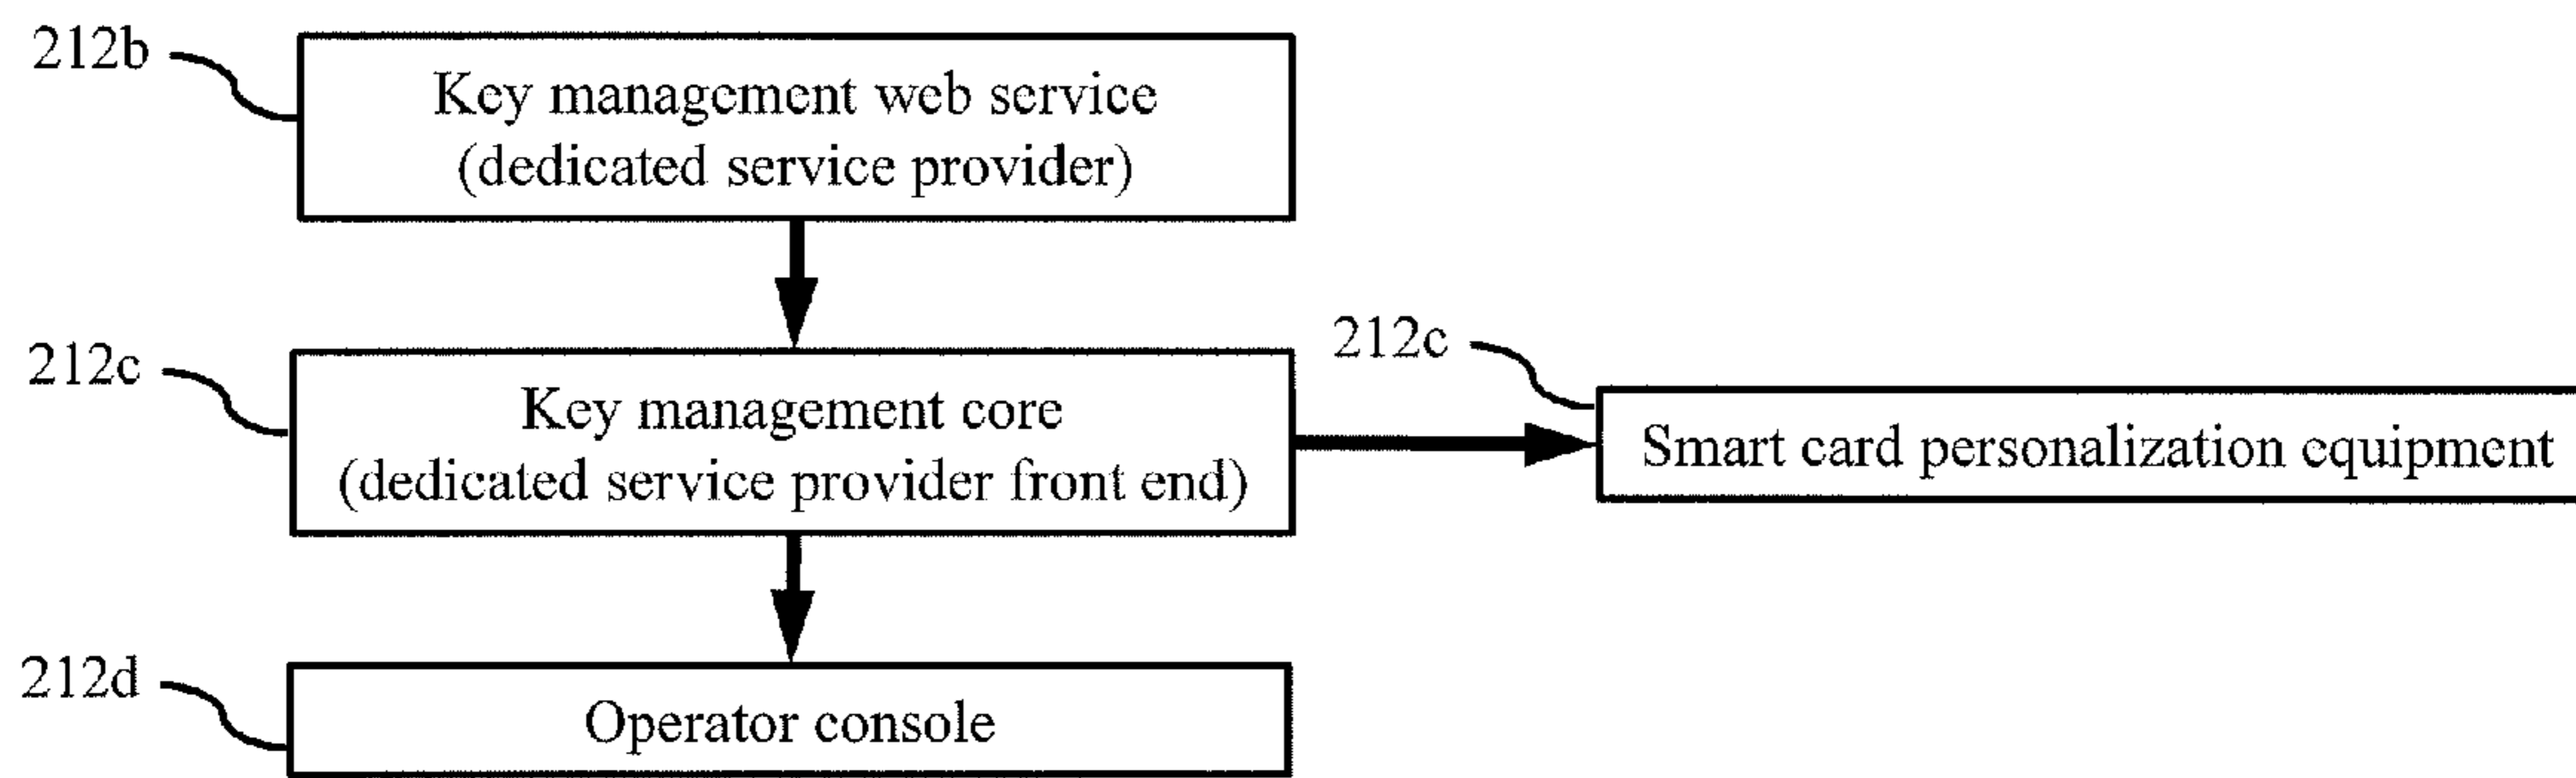 212b
Key management web service
(dedicated service provider)
212c
Key management core
(dedicated service provider front end)
212c
Smart card personalization equipment
212d
Operator console